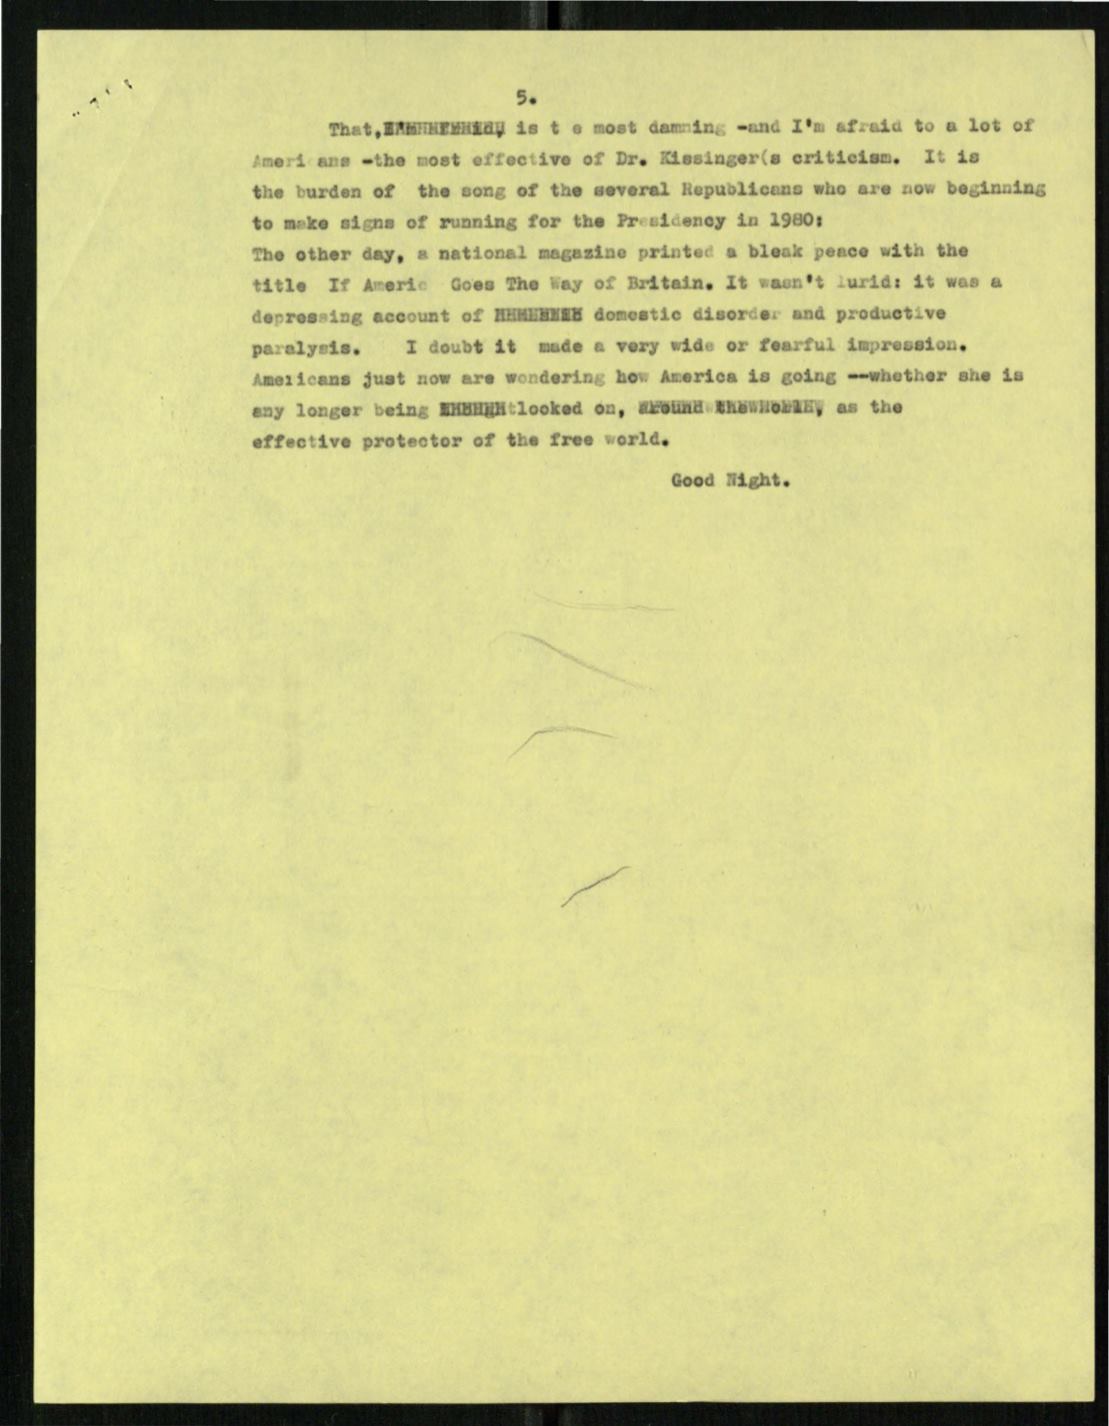 5.
That, is t e most damning -and I'm afraid to a lot of
Ameri ans -the most effective of Dr. Kissinger(s criticism. It is
the burden of the song of the several Republicans who are now beginning
to make signs of running for the Presidency in 1980:
The other day, a national magazine printed a bleak peace with the
title If Americ Goes The Way of Britain. It wasn't lurid: it was a
depressing account of domestic disorder and productive
paralysis. I doubt it made a very wide or fearful impression.
Americans just now are wondering how America is going --whether she is
any longer being looked on, around the world, as the
effective protector of the free world.
Good Night.